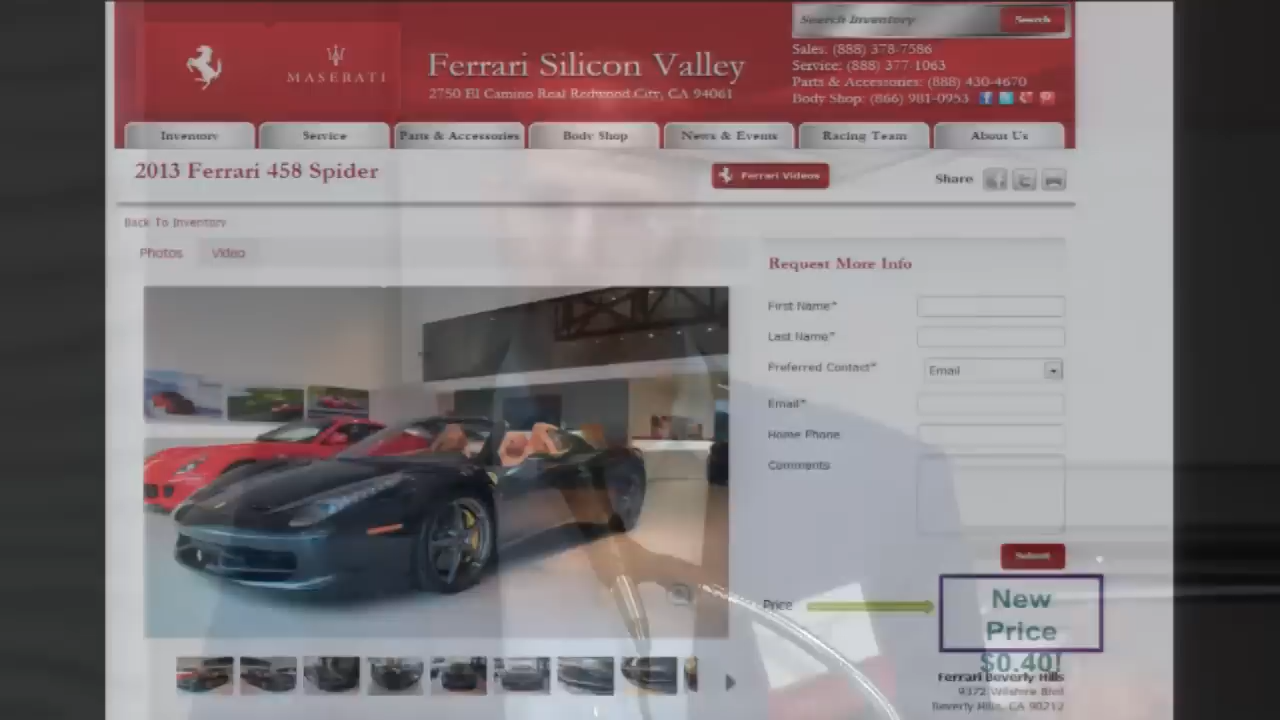 Search Inventory
Search
MASERATI
Ferrari Silicon Valley
2750 El Camino Real Redwood City, CA 94061
Sales: (888) 378-7586
Service: (888) 377-1063
Parts & Accessories: (888) 430-4670
Body Shop: (866) 981-0953
Inventory
Service
Parts & Accessories
Body Shop
News & Events
Racing Team
About Us
2013 Ferrari 458 Spider
Ferrari Videos
Share
Back To Inventory
Photos
Video
Request More Info
First Name*
Last Name*
Preferred Contact*
Email
Email*
Home Phone
Comments
Submit
Price
New
Price
$0.40!
Ferrari Beverly Hills
9372 Wilshire Blvd
Beverly Hills, CA 90212